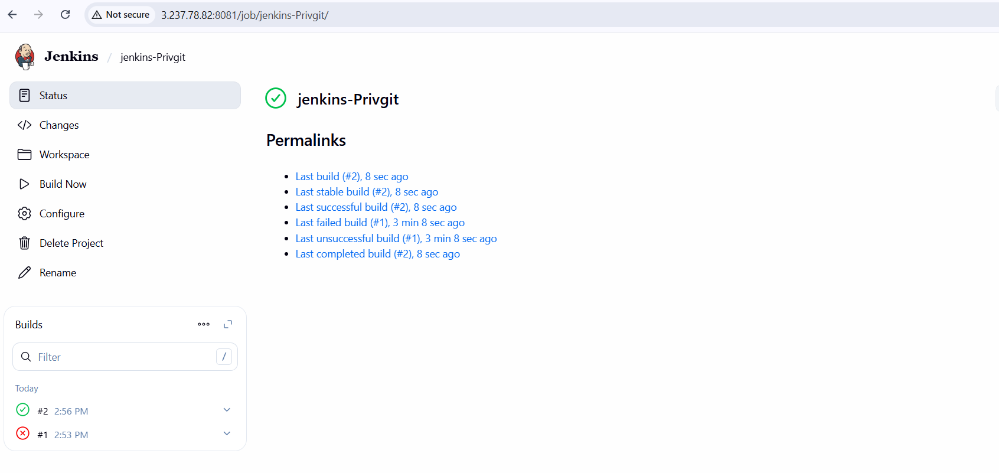 Not secure 3.237.78.82:8081/job/jenkins-Privgit/
Jenkins / jenkins-Privgit
Status
Changes
Workspace
Build Now
Configure
Delete Project
Rename
Builds
Filter /
Today
#2 2:56 PM
#1 2:53 PM
jenkins-Privgit
Permalinks
Last build (#2), 8 sec ago
Last stable build (#2), 8 sec ago
Last successful build (#2), 8 sec ago
Last failed build (#1), 3 min 8 sec ago
Last unsuccessful build (#1), 3 min 8 sec ago
Last completed build (#2), 8 sec ago